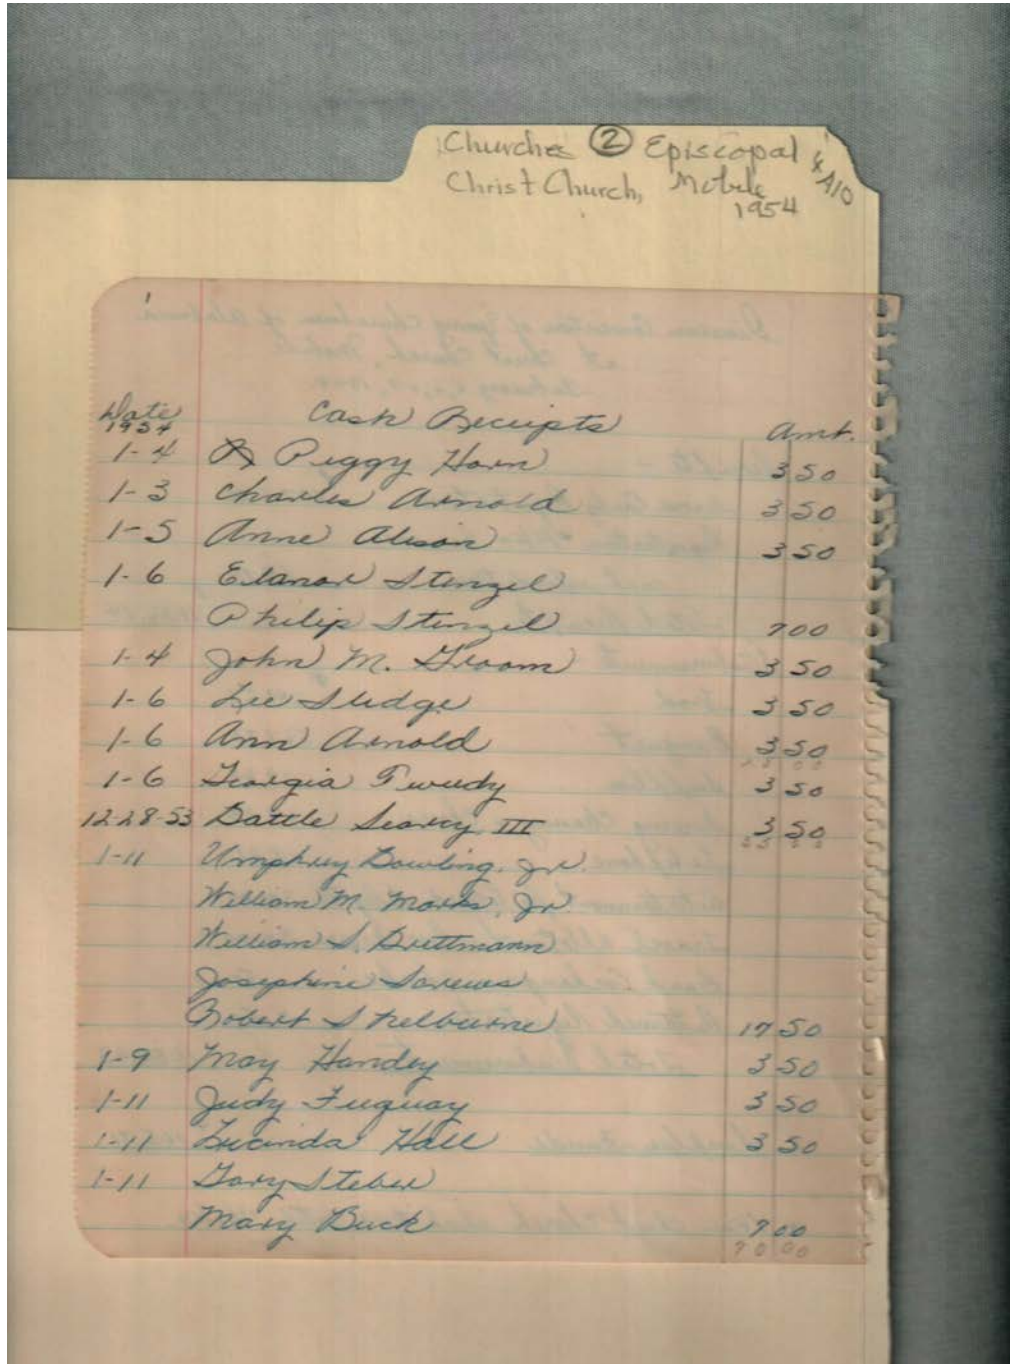 Churches ② Episcopal
Christ Church, Mobile
1954
& A10
1
Date Cash Receipts Amt.
1954
1-4 Peggy Horn 3 50
1-3 Charles Arnold 3 50
1-5 Anne Alison 3 50
1-6 Elanor Stenzel
Philip Stenzel 7 00
1-4 John M. Groom 3 50
1-6 Lee Sledge 3 50
1-6 Ann Arnold 3 50
1-6 Georgia Tweedy 3 50
12-28-53 Battle Searcy III 3 50
1-11 Umphrey Dowling, Jr.
William M. Marks, Jr
William S. Brettmann
Josephine Screws
Robert Shelburne 17 50
1-9 May Handey 3 50
1-11 Judy Fuquay 3 50
1-11 Lucinda Hall 3 50
1-11 Gary Steber
Mary Buck 7 00
70 00